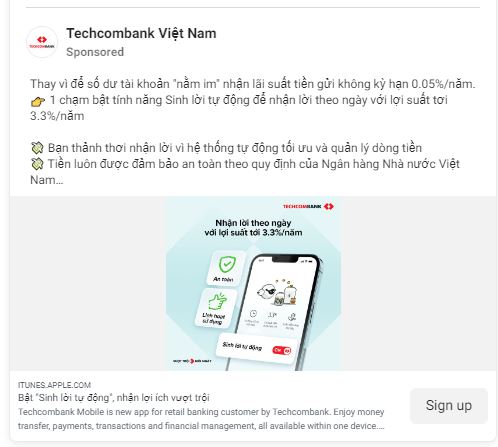 TECHCOMBANK
Techcombank Việt Nam
Sponsored
Thay vì để số dư tài khoản "nằm im" nhận lãi suất tiền gửi không kỳ hạn 0.05%/năm.
👉 1 chạm bật tính năng Sinh lời tự động để nhận lời theo ngày với lợi suất tới
3.3%/năm
💸 Bạn thảnh thơi nhận lời vì hệ thống tự động tối ưu và quản lý dòng tiền
💸 Tiền luôn được đảm bảo an toàn theo quy định của Ngân hàng Nhà nước Việt
Nam...
TECHCOMBANK
Nhận lời theo ngày
với lợi suất tới 3.3%/năm
An toàn
Linh hoạt
sử dụng
Sinh lời tự động
ITUNES.APPLE.COM
Bật "Sinh lời tự động", nhận lợi ích vượt trội
Techcombank Mobile is new app for retail banking customer by Techcombank. Enjoy money
transfer, payments, transactions and financial management, all available within one device....
Sign up